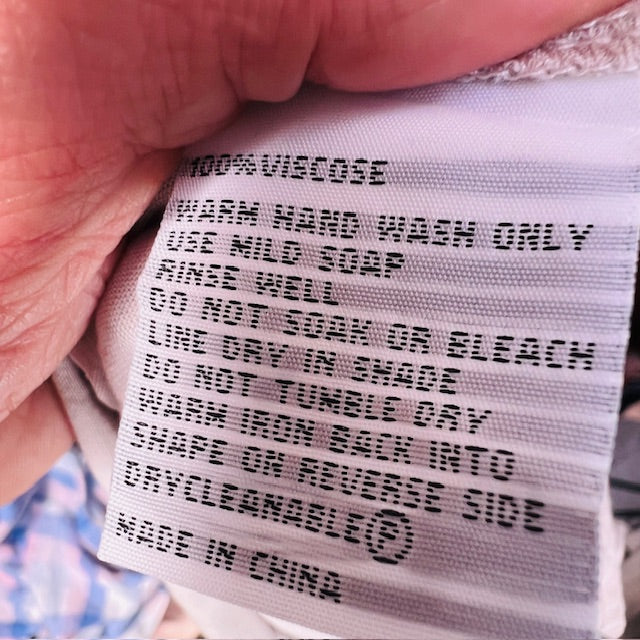 100% VISCOSE
WARM HAND WASH ONLY
USE MILD SOAP
RINSE WELL
DO NOT SOAK OR BLEACH
LINE DRY IN SHADE
DO NOT TUMBLE DRY
WARM IRON BACK INTO
SHAPE ON REVERSE SIDE
DRYCLEANABLE Ⓟ
MADE IN CHINA